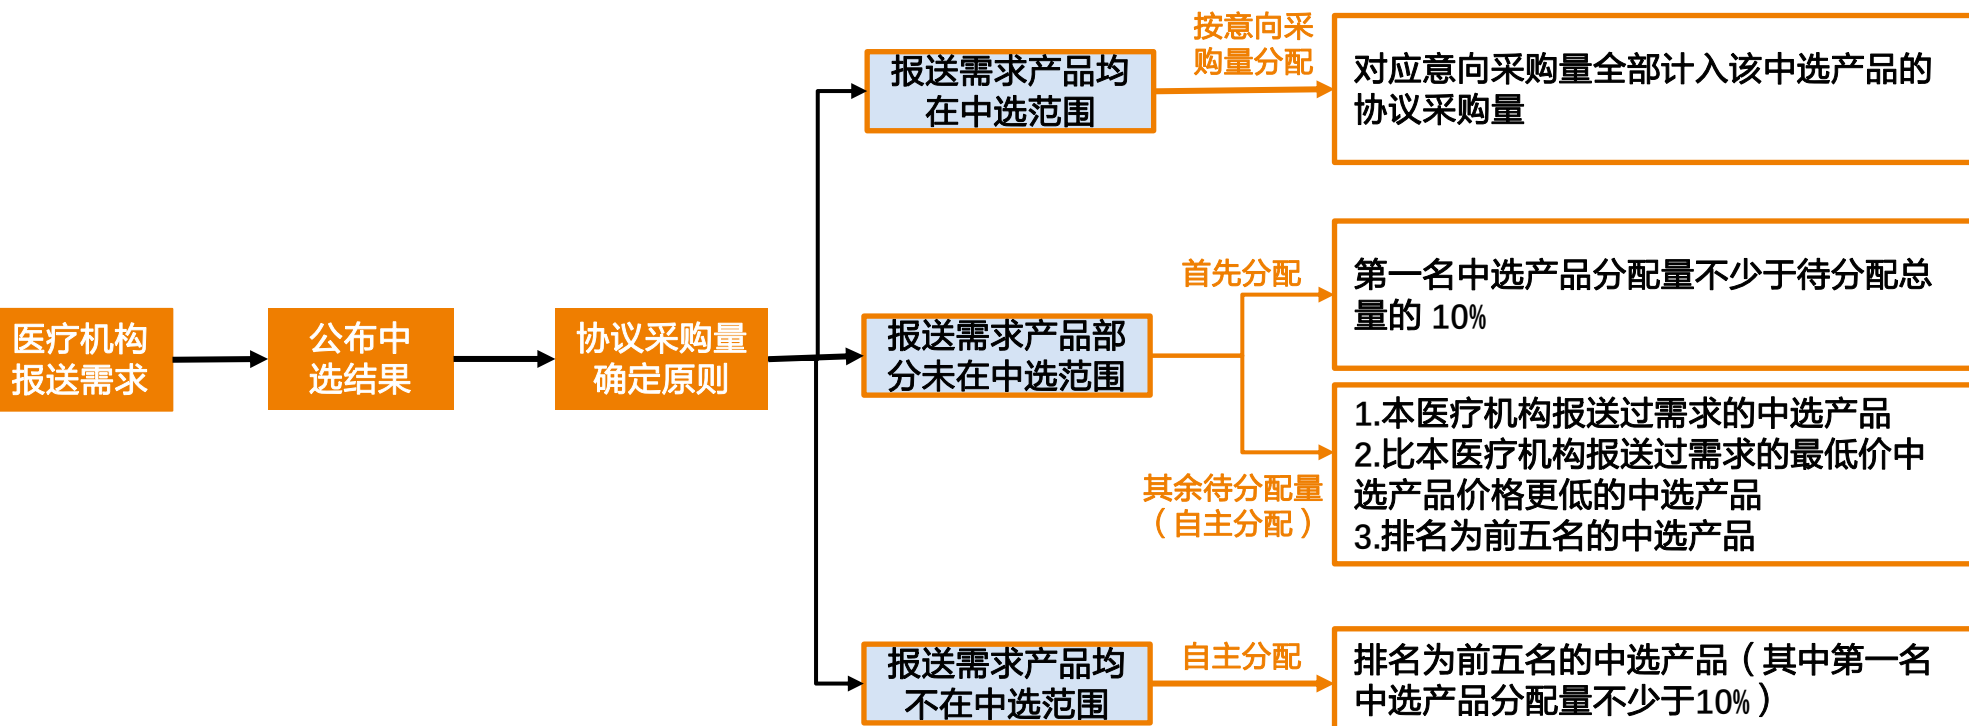 医疗机构
报送需求
公布中
选结果
协议采购量
确定原则
报送需求产品均
在中选范围
按意向采
购量分配
对应意向采购量全部计入该中选产品的
协议采购量
报送需求产品部
分未在中选范围
首先分配
第一名中选产品分配量不少于待分配总
量的 10%
其余待分配量
（自主分配）
1.本医疗机构报送过需求的中选产品
2.比本医疗机构报送过需求的最低价中
选产品价格更低的中选产品
3.排名为前五名的中选产品
报送需求产品均
不在中选范围
自主分配
排名为前五名的中选产品（其中第一名
中选产品分配量不少于10%）